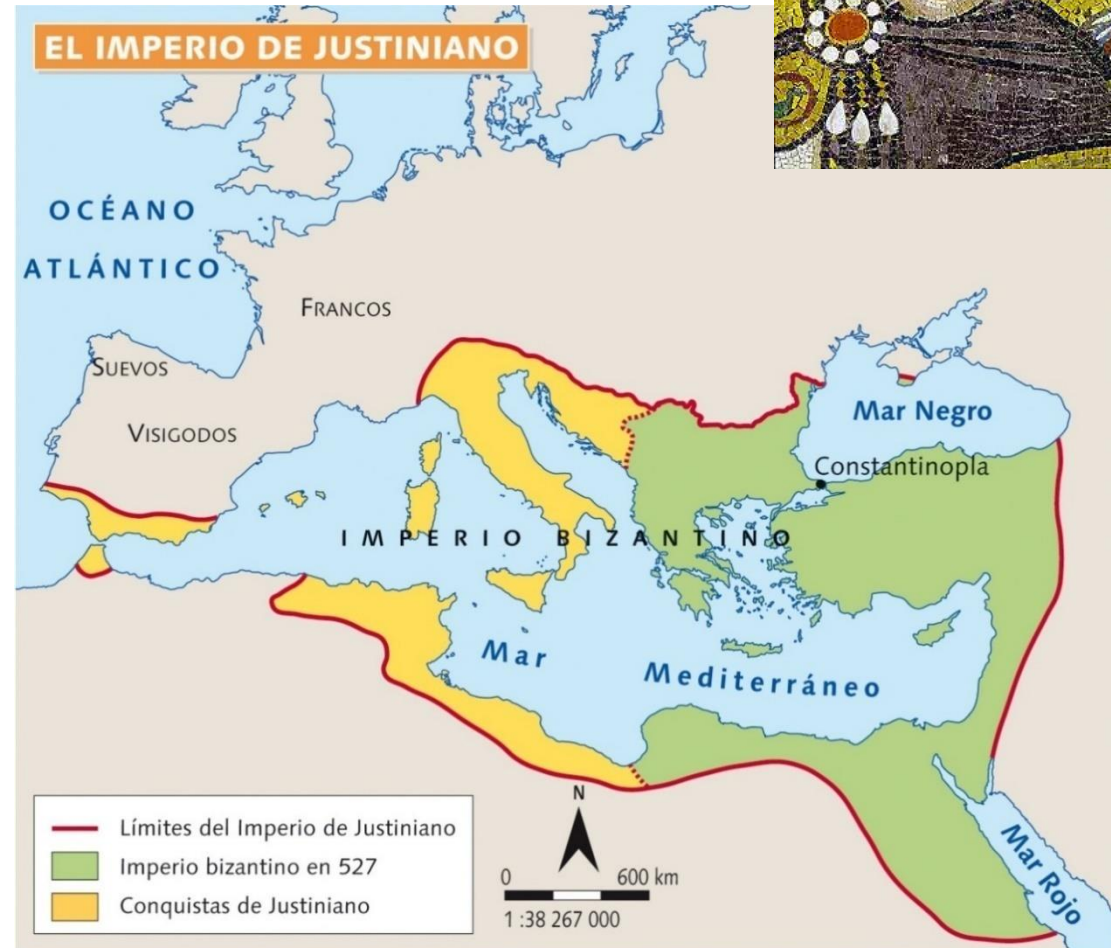 EL IMPERIO DE JUSTINIANO
OCÉANO
ATLÁNTICO
FRANCOS
SUEVOS
VISIGODOS
Mar Negro
Constantinopla
IMPERIO BIZANTINO
Mar
Mediterráneo
Mar Rojo
Límites del Imperio de Justiniano
Imperio bizantino en 527
Conquistas de Justiniano
N
0 600 km
1 :38 267 000